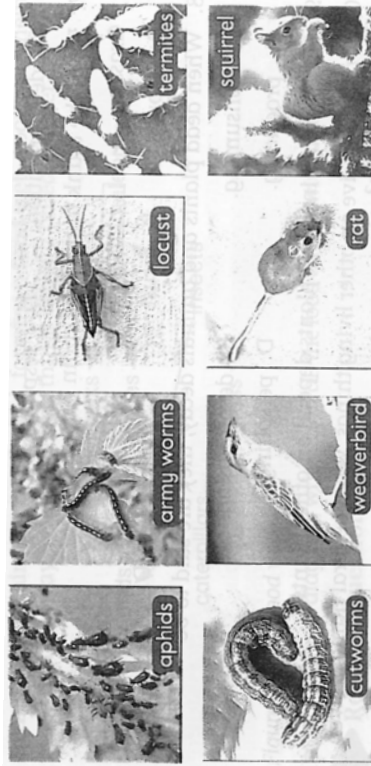 aphids
army worms
locust
termites
cutworms
weaverbird
rat
squirrel